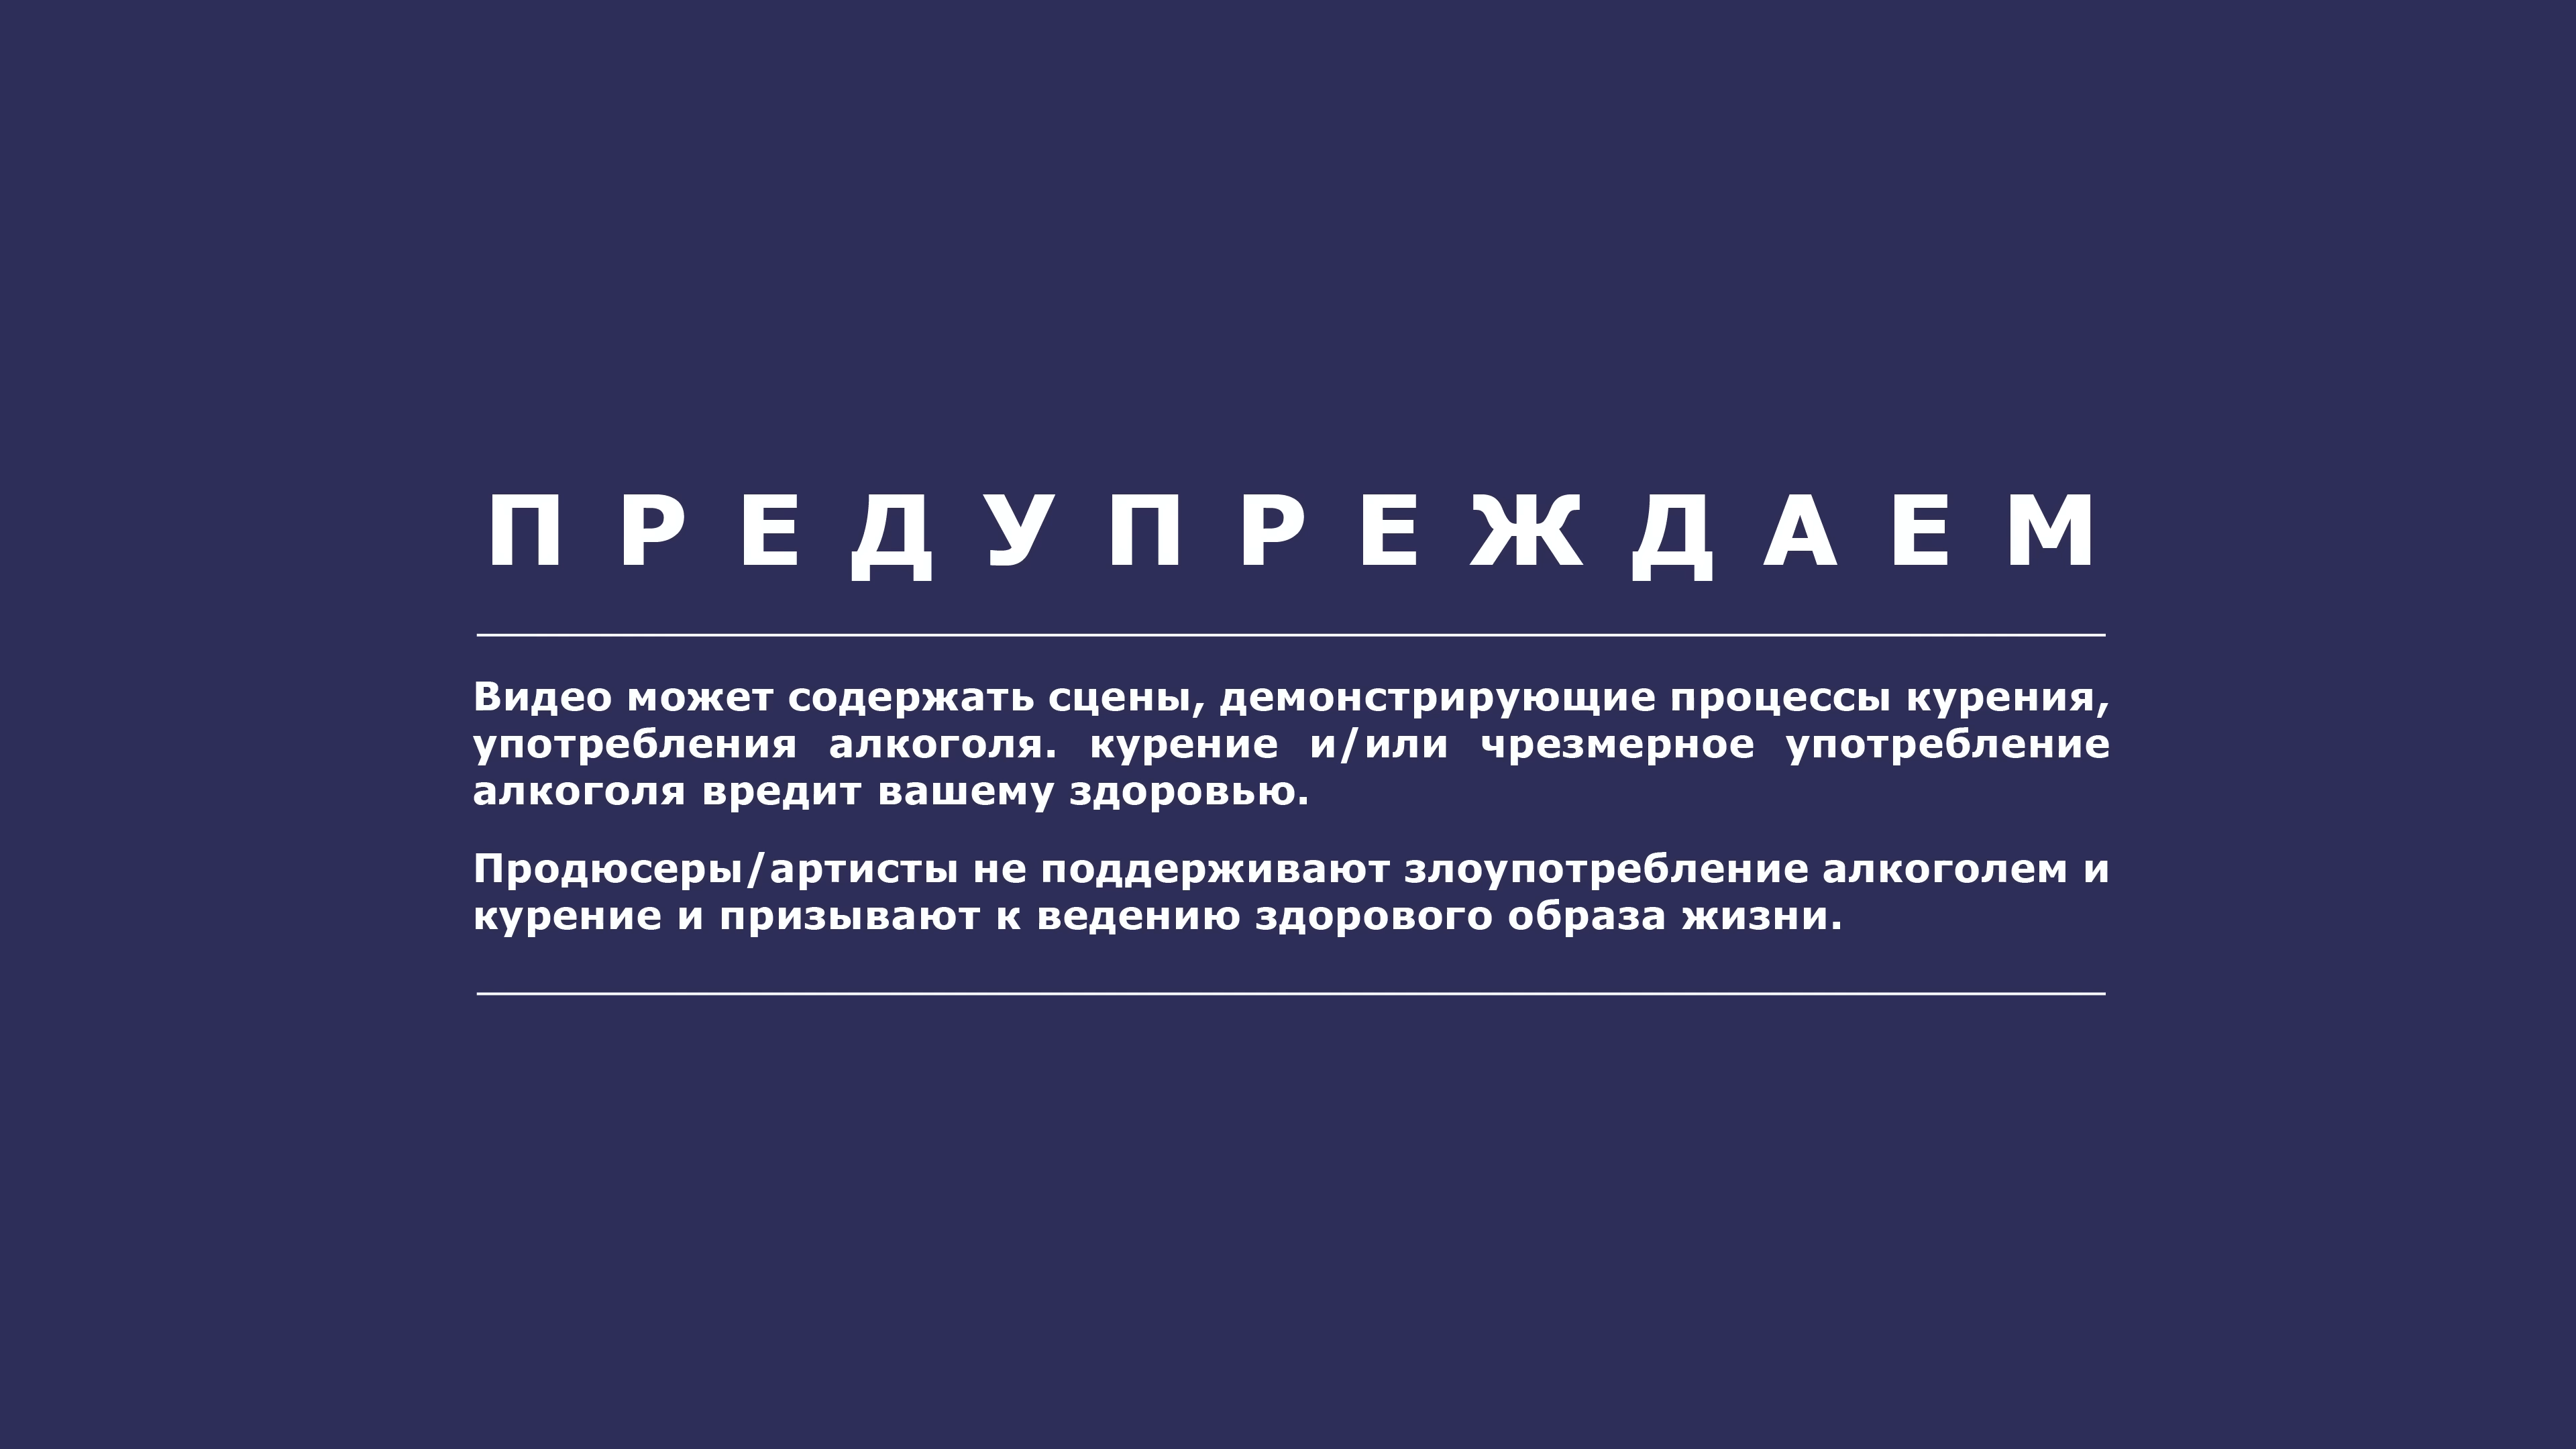 ПРЕДУПРЕЖДАЕМ
Видео может содержать сцены, демонстрирующие процессы курения,
употребления алкоголя. курение и/или чрезмерное употребление
алкоголя вредит вашему здоровью.
Продюсеры/артисты не поддерживают злоупотребление алкоголем и
курение и призывают к ведению здорового образа жизни.